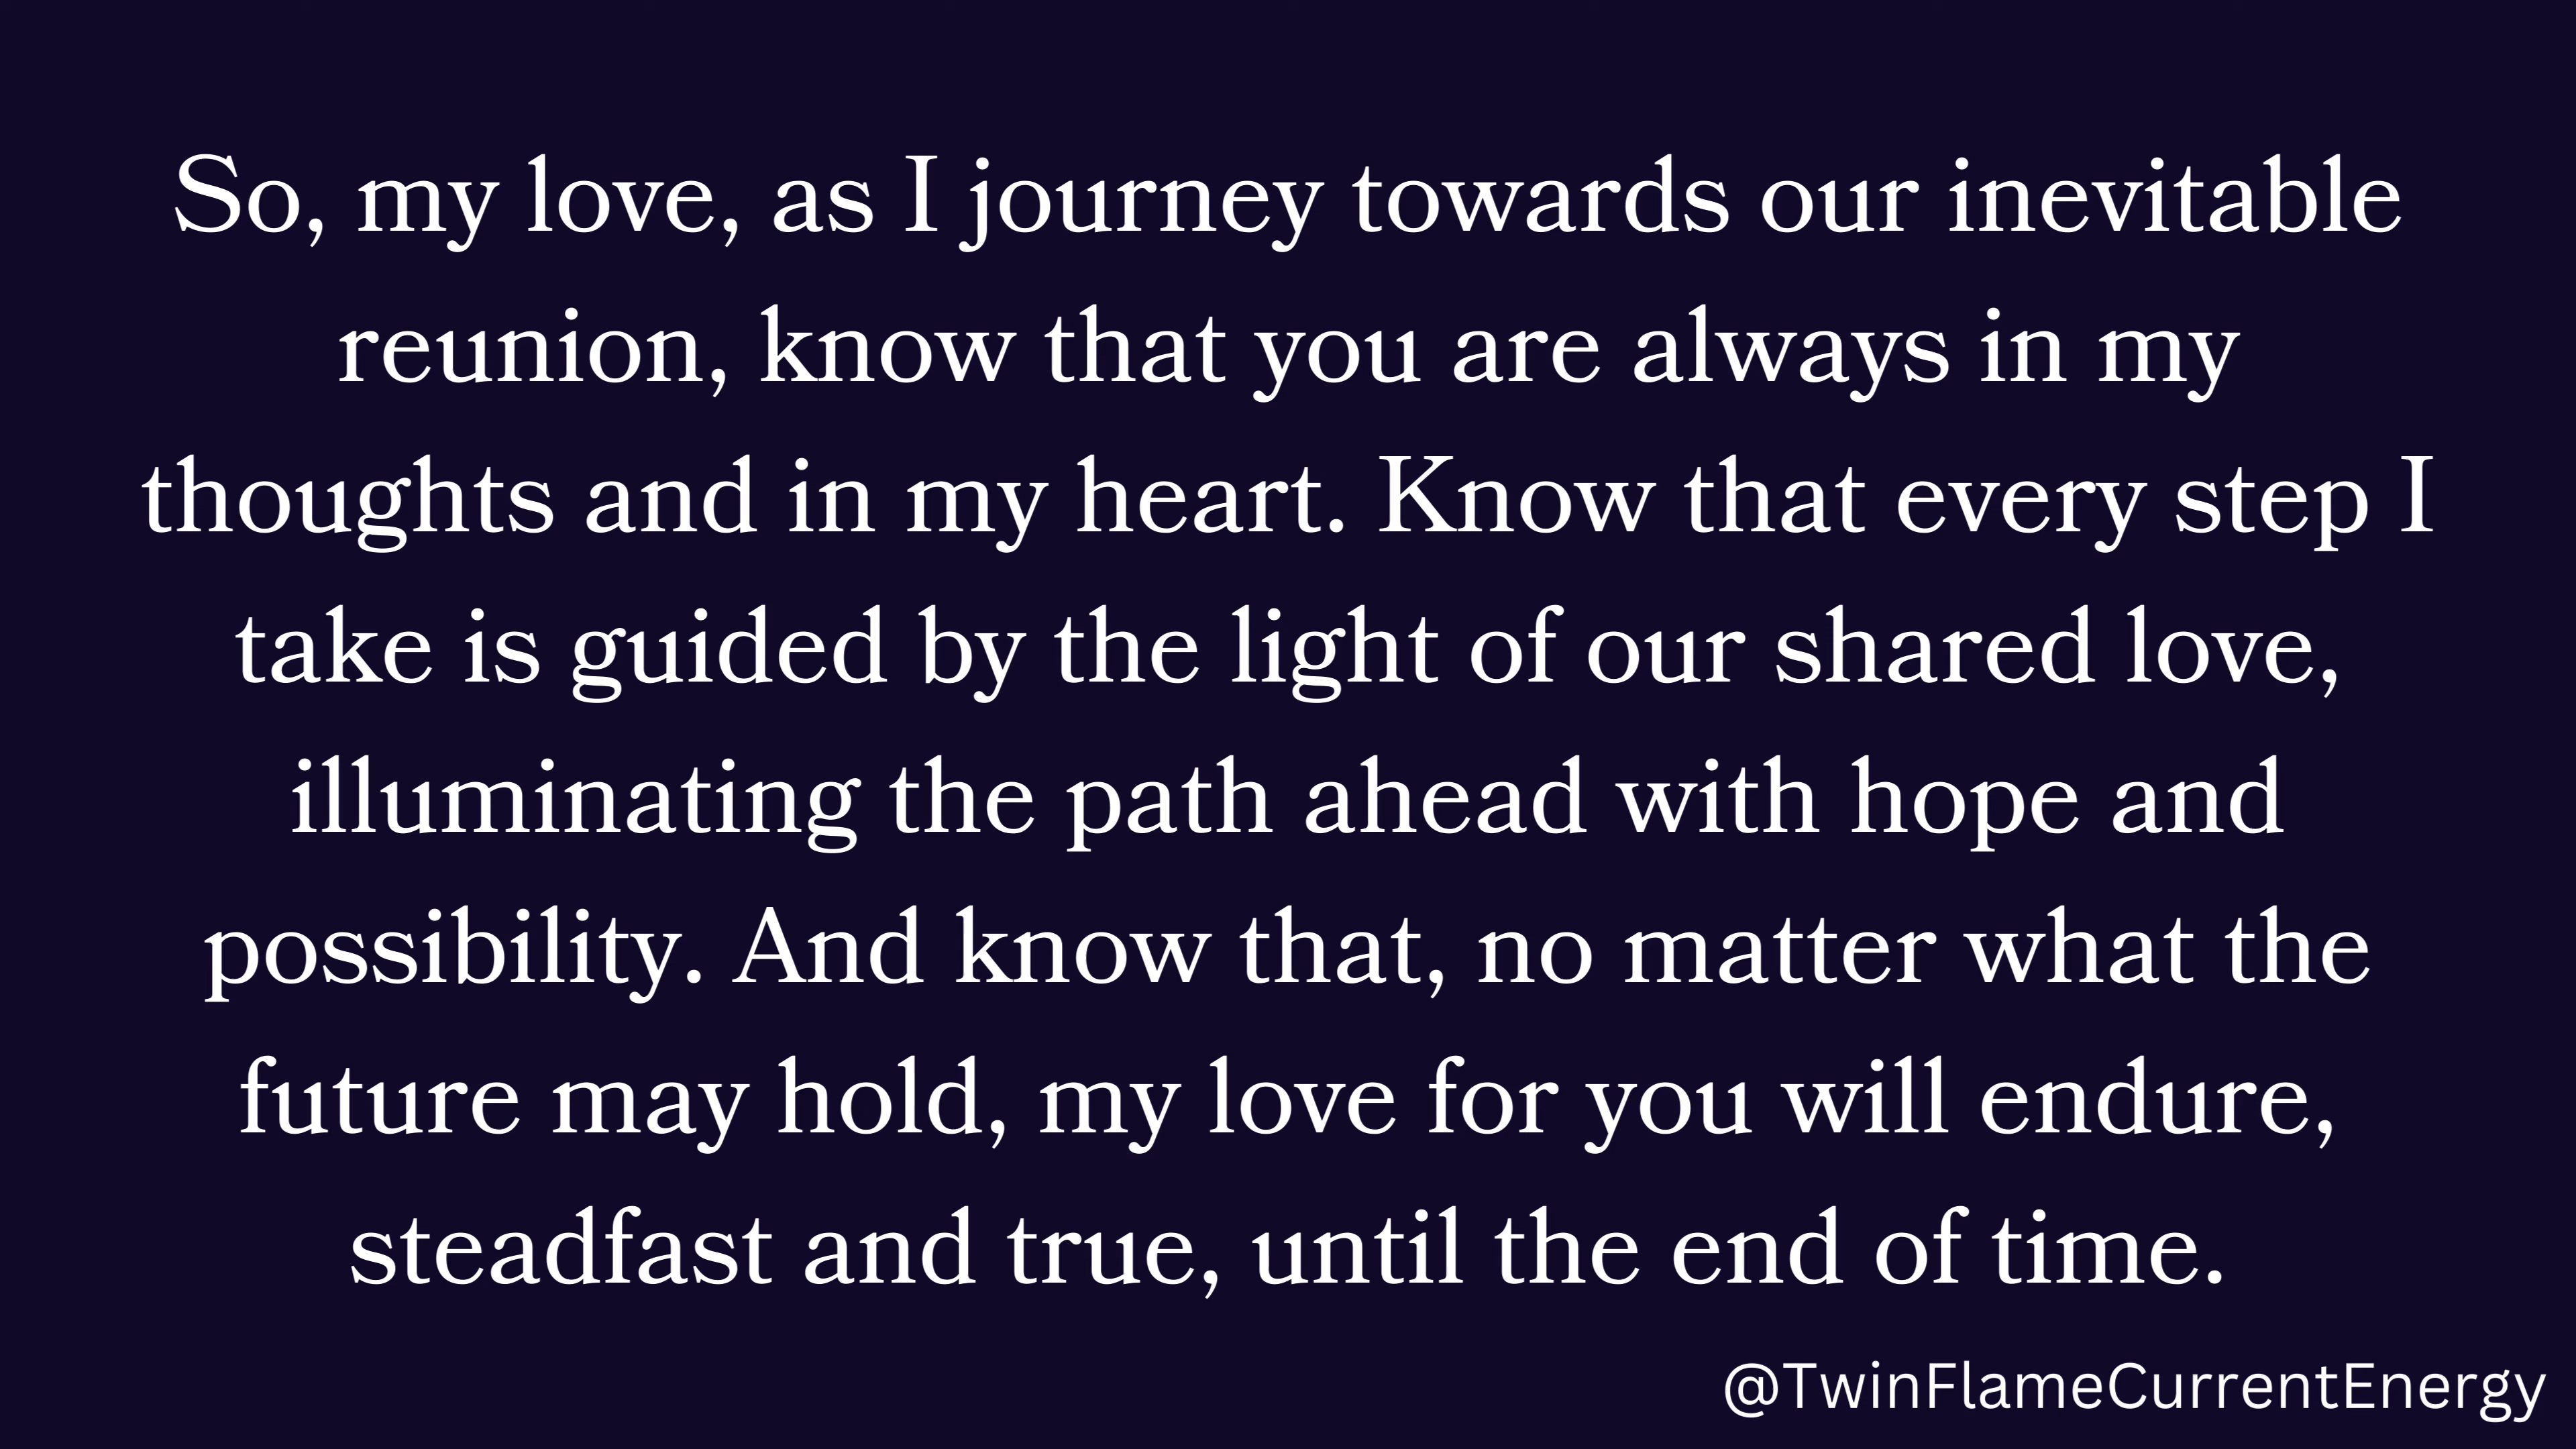 So, my love, as I journey towards our inevitable
reunion, know that you are always in my
thoughts and in my heart. Know that every step I
take is guided by the light of our shared love,
illuminating the path ahead with hope and
possibility. And know that, no matter what the
future may hold, my love for you will endure,
steadfast and true, until the end of time.
@TwinFlameCurrentEnergy